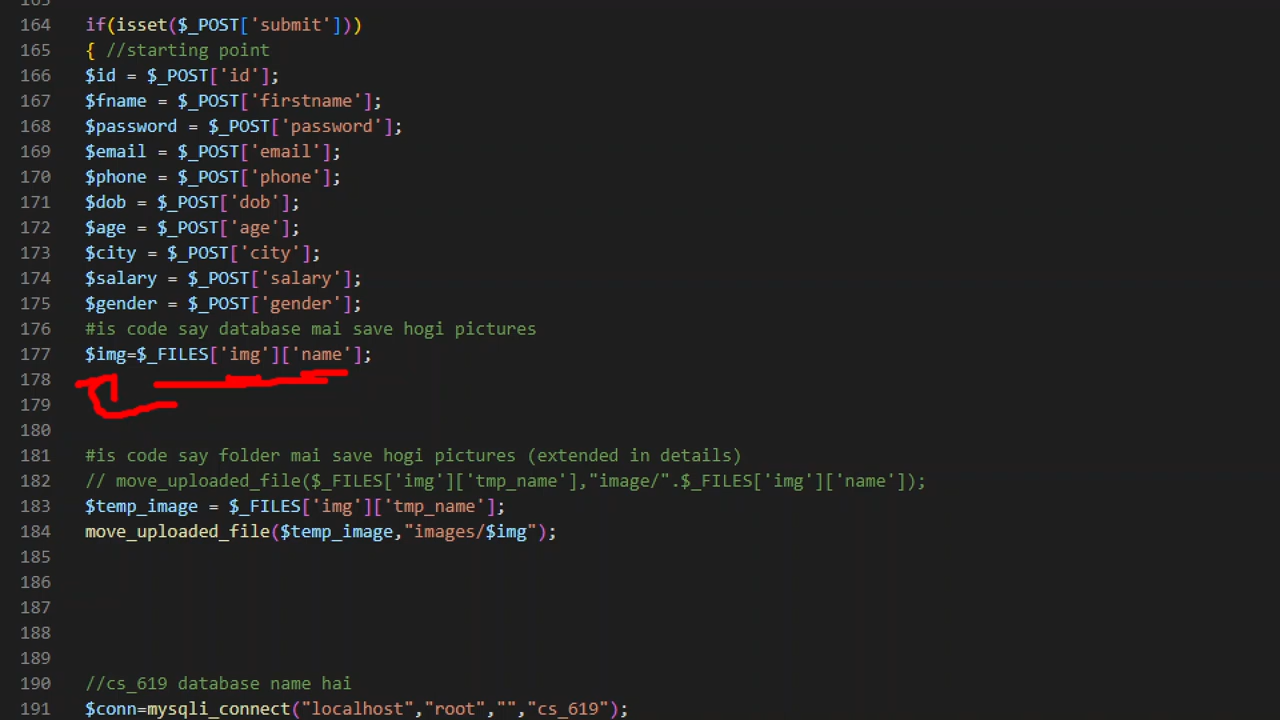 164 if(isset($_POST['submit']))
165 { //starting point
166 $id = $_POST['id'];
167 $fname = $_POST['firstname'];
168 $password = $_POST['password'];
169 $email = $_POST['email'];
170 $phone = $_POST['phone'];
171 $dob = $_POST['dob'];
172 $age = $_POST['age'];
173 $city = $_POST['city'];
174 $salary = $_POST['salary'];
175 $gender = $_POST['gender'];
176 #is code say database mai save hogi pictures
177 $img=$_FILES['img']['name'];
178
179
180
181 #is code say folder mai save hogi pictures (extended in details)
182 // move_uploaded_file($_FILES['img']['tmp_name'],"image/".$_FILES['img']['name']);
183 $temp_image = $_FILES['img']['tmp_name'];
184 move_uploaded_file($temp_image,"images/$img");
185
186
187
188
189
190 //cs_619 database name hai
191 $conn=mysqli_connect("localhost","root","","cs_619");